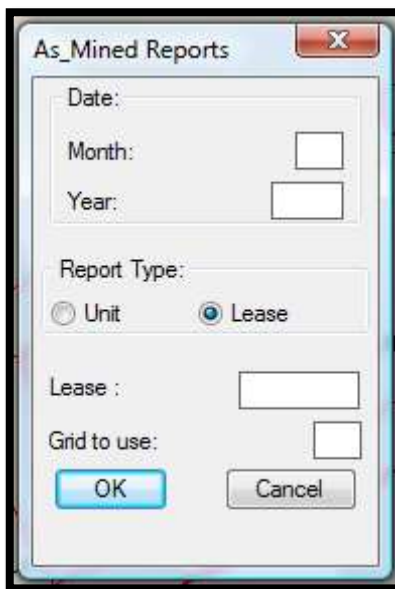 As_Mined Reports
Date:
Month:
Year:
Report Type:
Unit Lease
Lease :
Grid to use:
OK Cancel